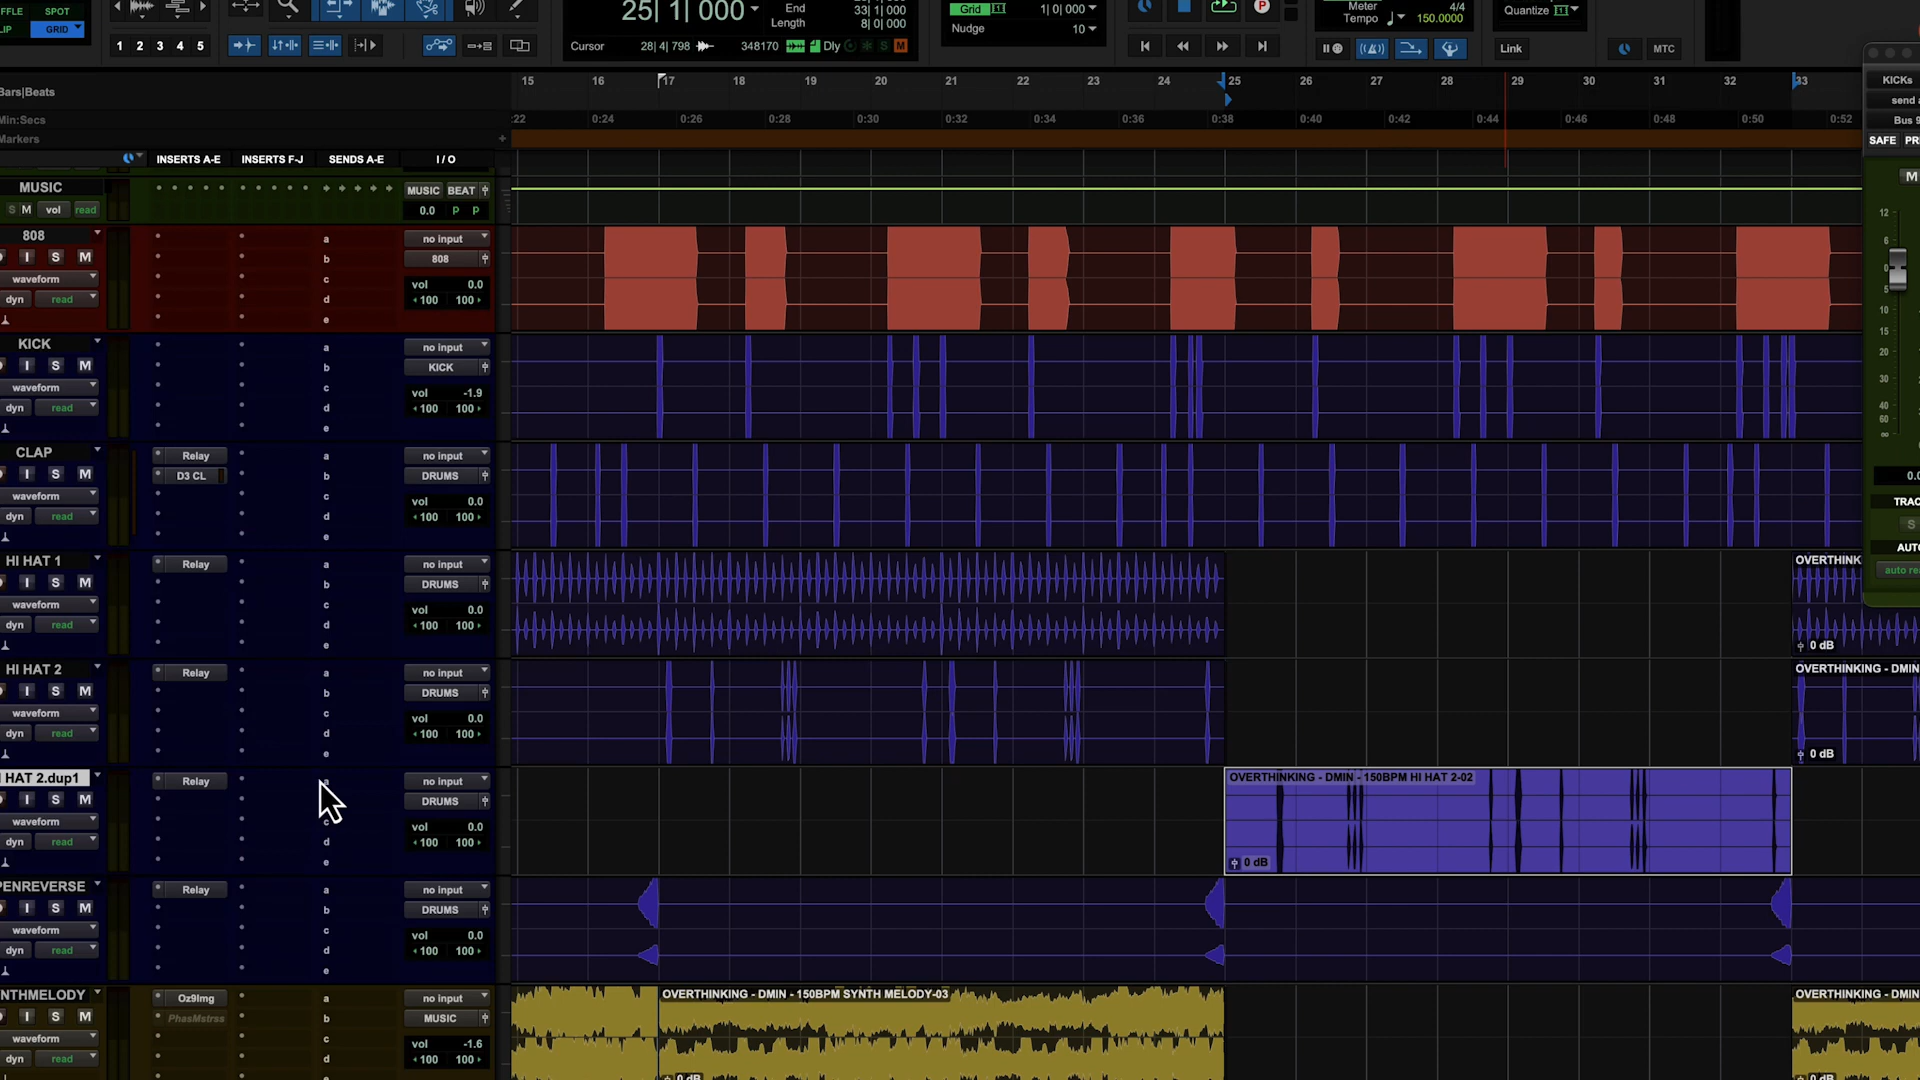 FFLE SPOT
LIP GRID
1 2 3 4 5
25| 1| 000
End 33| 1| 000
Length 8| 0| 000
Cursor 28| 4| 798 348170 Dly S M
Grid 1| 0| 000
Nudge 10
P
Meter 4/4
Tempo 150.0000
Quantize
Link
MTC
15 16 17 18 19 20 21 22 23 24 25 26 27 28 29 30 31 32 33
Bars|Beats
Min:Secs
:22 0:24 0:26 0:28 0:30 0:32 0:34 0:36 0:38 0:40 0:42 0:44 0:46 0:48 0:50 0:52
Markers
INSERTS A-E INSERTS F-J SENDS A-E I / O
MUSIC
S M vol read
MUSIC BEAT
0.0 P P
808
I S M
waveform
dyn read
a
b
c
d
e
no input
808
vol 0.0
100 100
KICK
I S M
waveform
dyn read
a
b
c
d
e
no input
KICK
vol -1.9
100 100
CLAP
I S M
waveform
dyn read
Relay
D3 CL
a
b
c
d
e
no input
DRUMS
vol 0.0
100 100
HI HAT 1
I S M
waveform
dyn read
Relay
a
b
c
d
e
no input
DRUMS
vol 0.0
100 100
OVERTHINK
0 dB
HI HAT 2
I S M
waveform
dyn read
Relay
a
b
c
d
e
no input
DRUMS
vol 0.0
100 100
OVERTHINKING - DMIN
0 dB
I HAT 2.dup1
I S M
waveform
dyn read
Relay
a
c
d
e
no input
DRUMS
vol 0.0
100 100
OVERTHINKING - DMIN - 150BPM HI HAT 2-02
0 dB
PENREVERSE
I S M
waveform
dyn read
Relay
a
b
c
d
e
no input
DRUMS
vol 0.0
100 100
NTHMELODY
I S M
waveform
dyn read
Oz9Img
PhasMstrss
a
b
c
d
no input
MUSIC
vol -1.6
100 100
OVERTHINKING - DMIN - 150BPM SYNTH MELODY-03
0 dB
OVERTHINKING - DMIN
KICKs
send a
Bus 9
SAFE PR
M
12
6
0
5
10
15
20
30
40
60
∞
0.0
TRAC
S
AUTO
auto rea